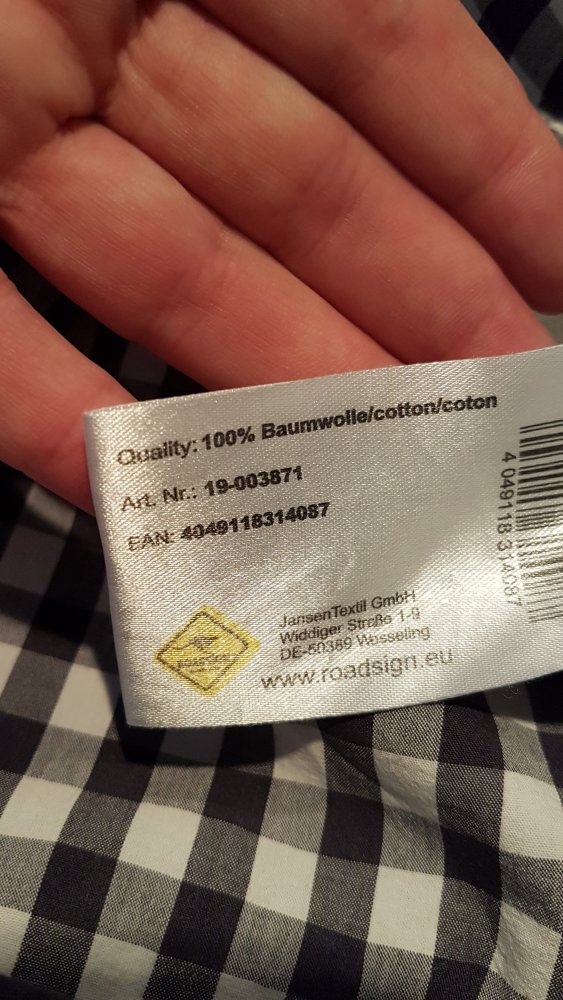 Quality: 100% Baumwolle/cotton/coton
Art. Nr.: 19-003871
EAN: 4049118314087
4 049118 314087
JansenTextil GmbH
Widdiger Straße 1-9
DE-50389 Wesseling
www.roadsign.eu